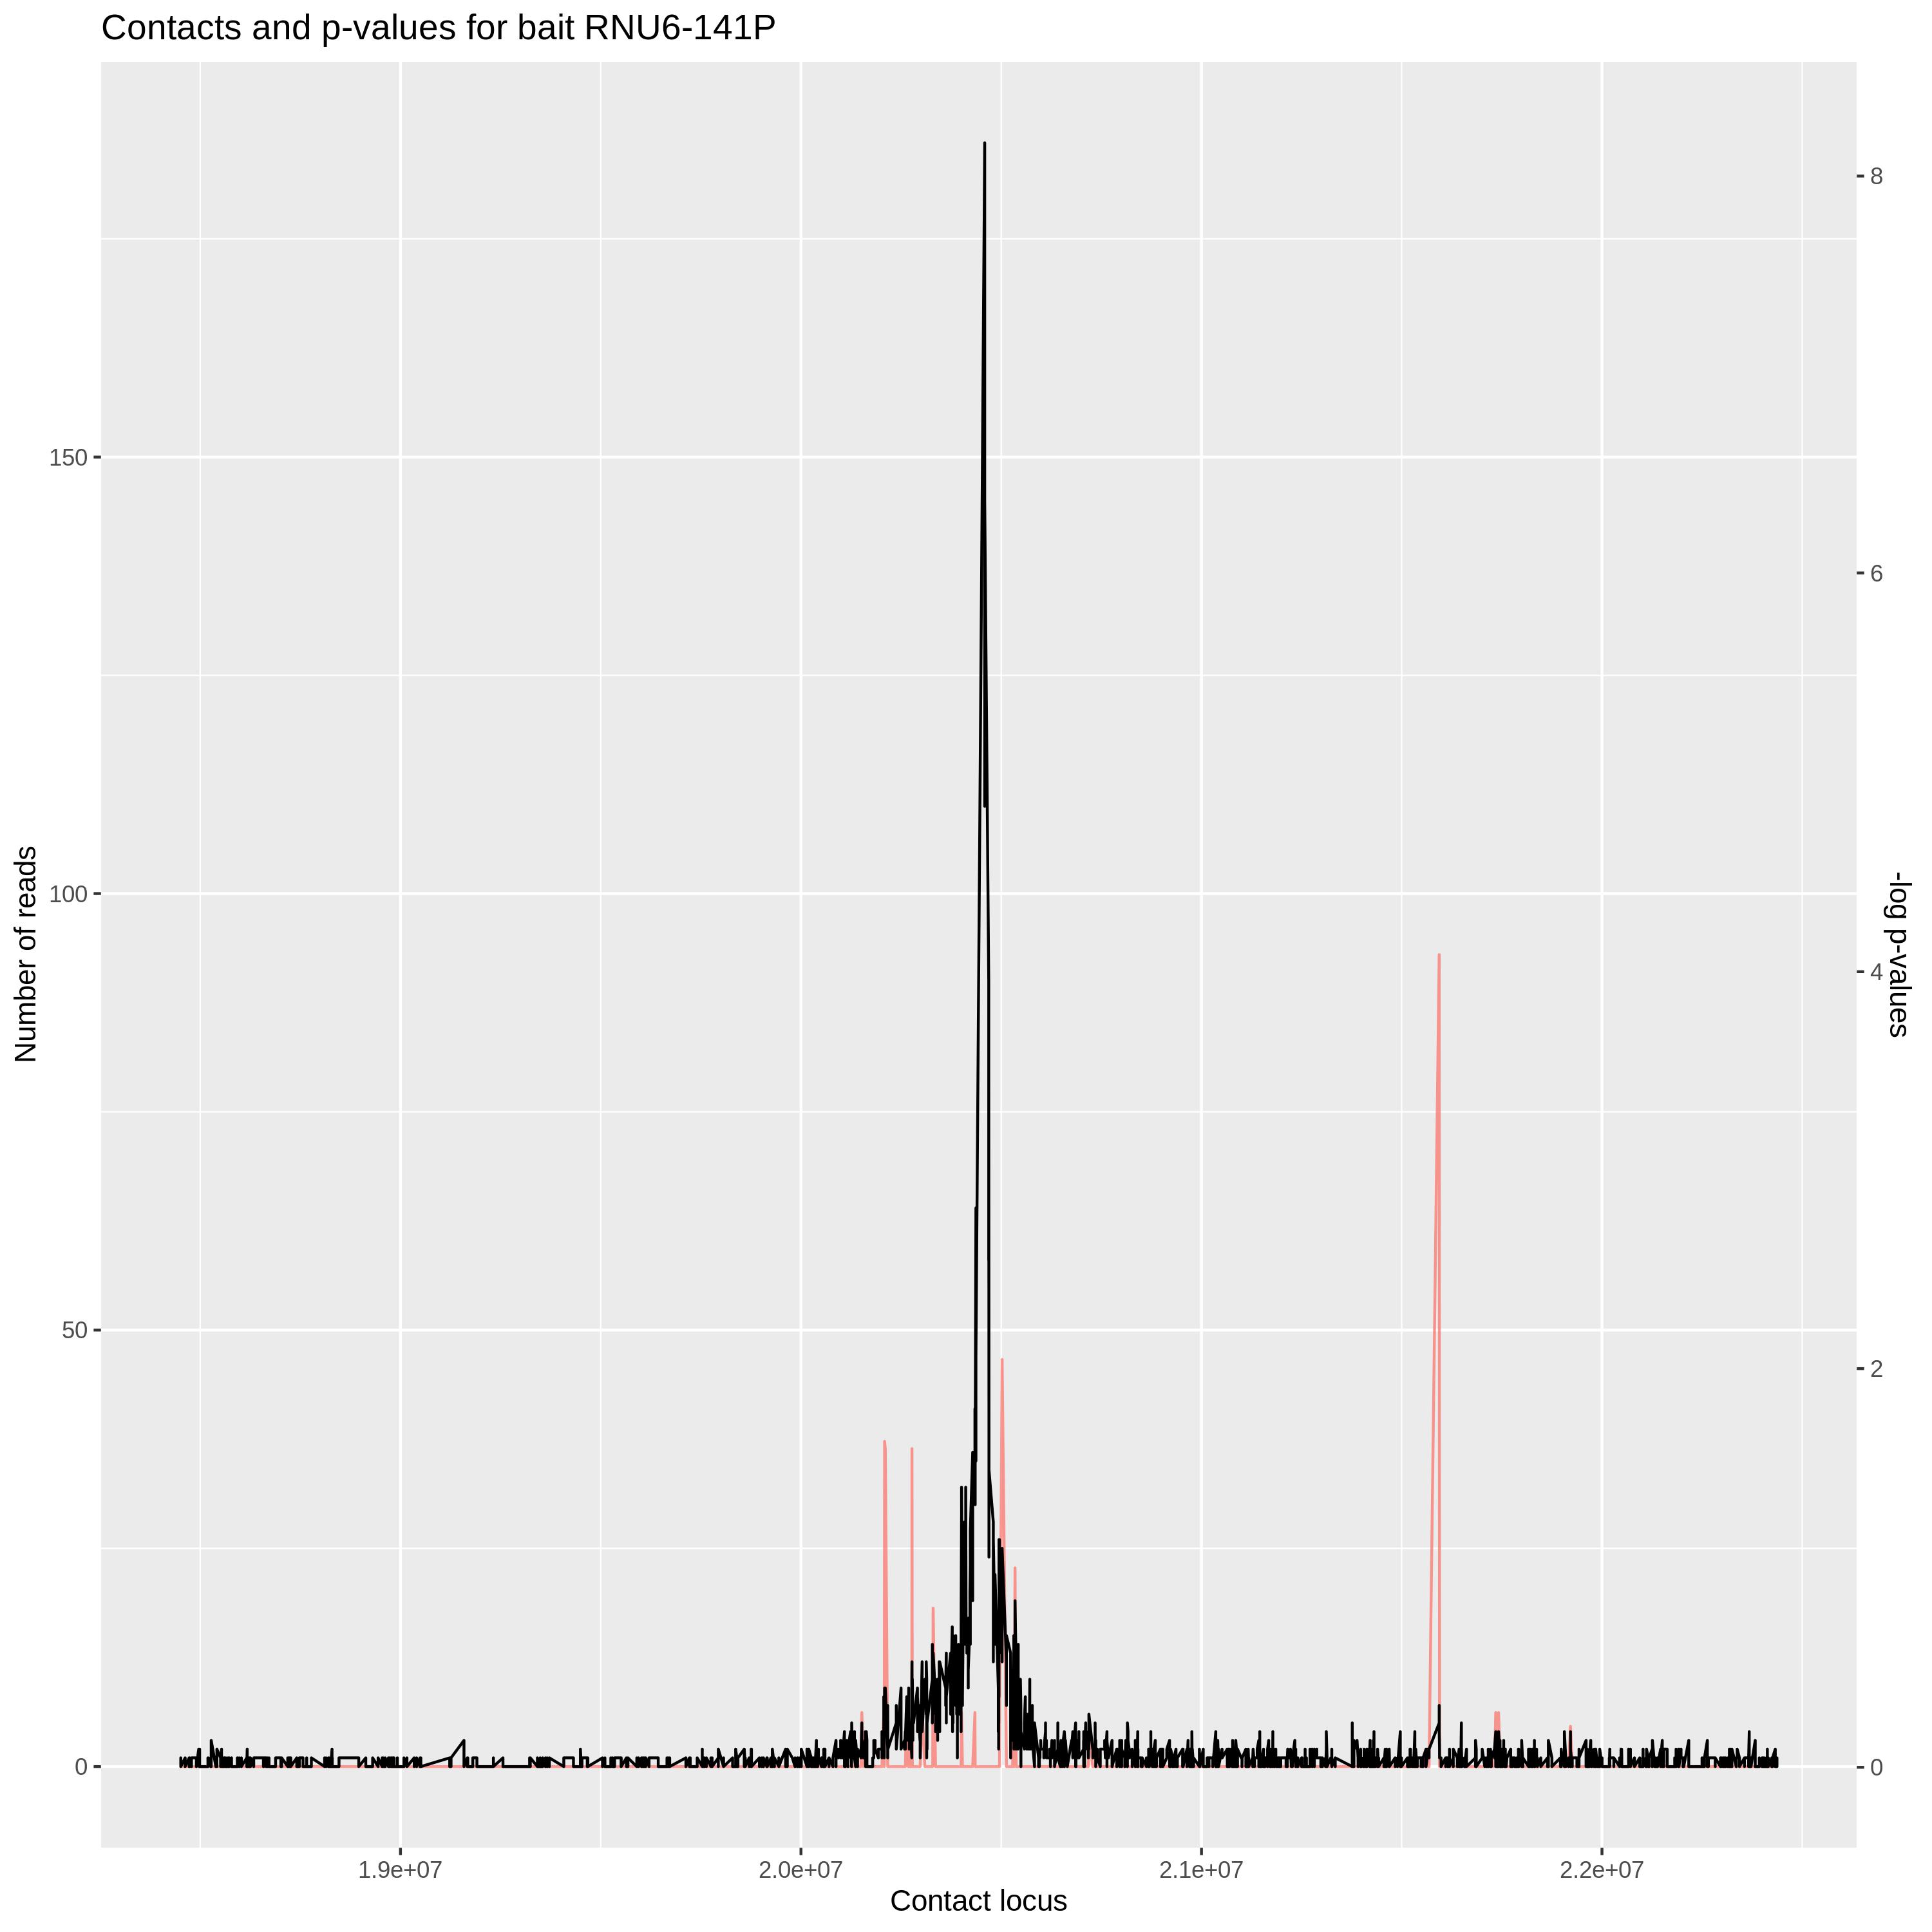 Contacts and p-values for bait RNU6-141P
150
100
50
0
Number of reads
8
6
4
2
0
-log p-values
1.9e+07
2.0e+07
2.1e+07
2.2e+07
Contact locus